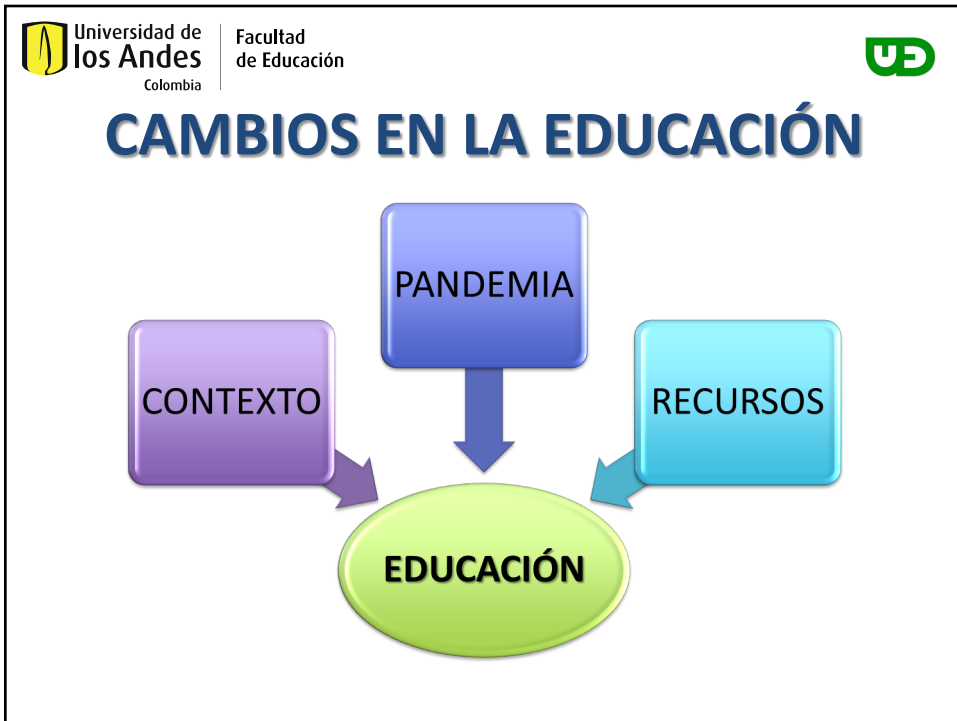 Universidad de
los Andes
Colombia
Facultad
de Educación
UD
CAMBIOS EN LA EDUCACIÓN
PANDEMIA
CONTEXTO
RECURSOS
EDUCACIÓN